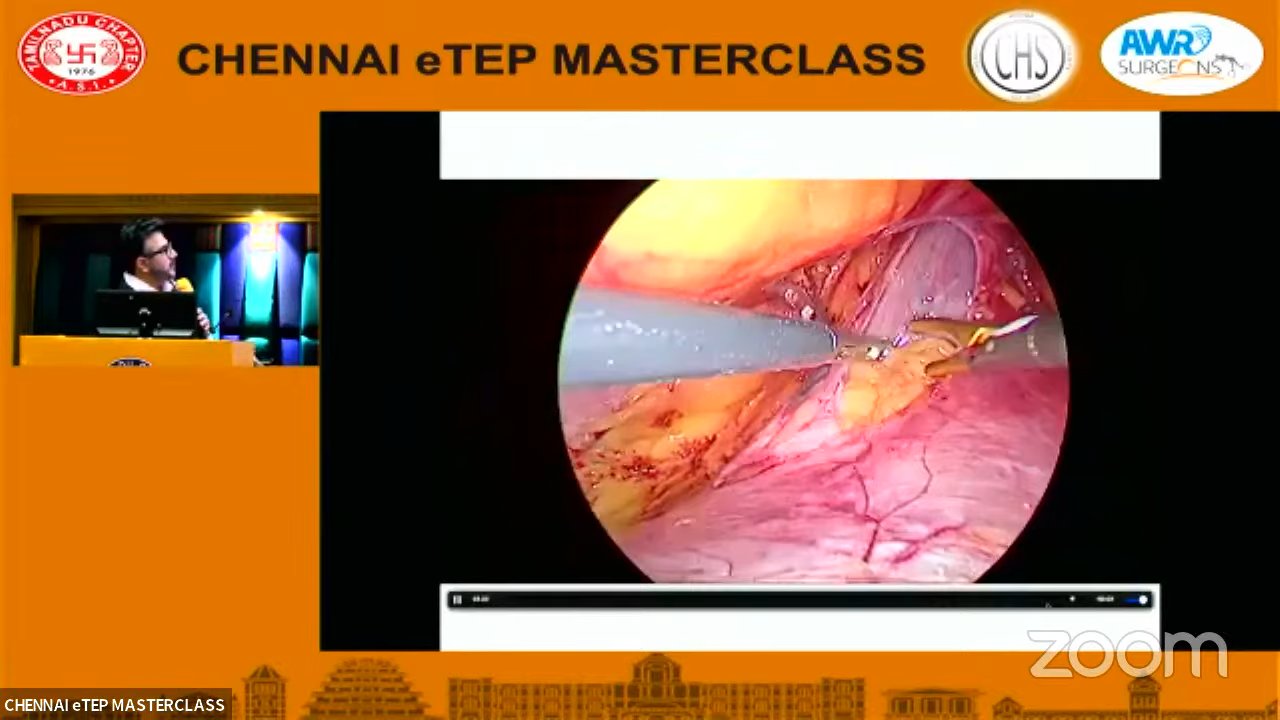 TAMILNADU CHAPTER
1976
A.S.I.
CHENNAI eTEP MASTERCLASS
CHS
AWR
SURGEONS
zoom
CHENNAI eTEP MASTERCLASS